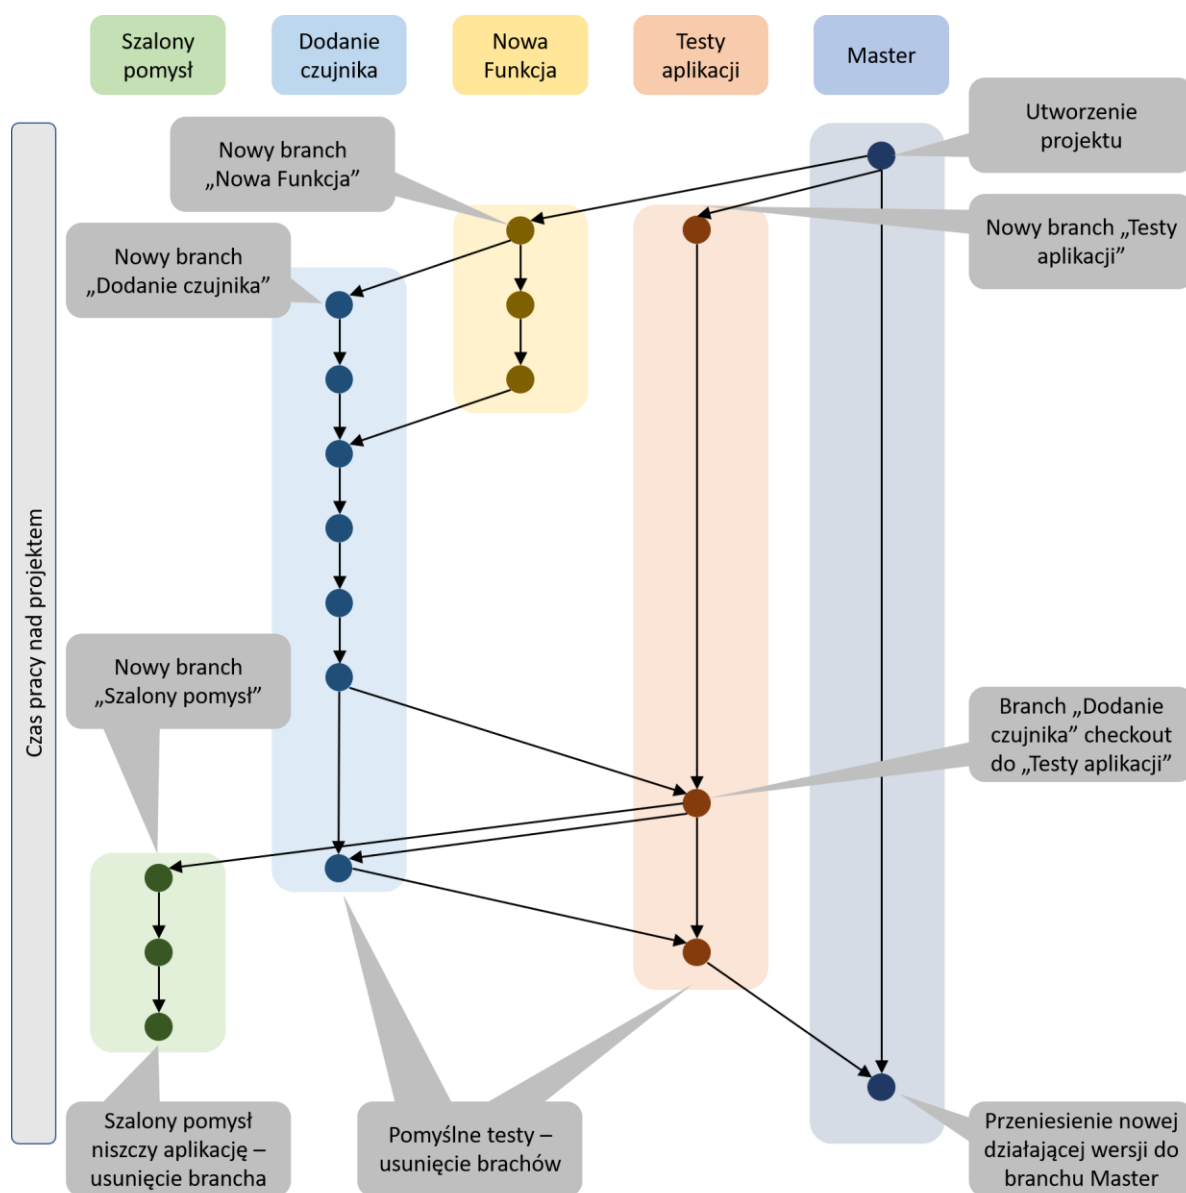 Szalony
pomysł
Dodanie
czujnika
Nowa
Funkcja
Testy
aplikacji
Master
Utworzenie
projektu
Nowy branch
„Nowa Funkcja”
Nowy branch „Testy
aplikacji”
Nowy branch
„Dodanie czujnika”
Czas pracy nad projektem
Nowy branch
„Szalony pomysł”
Branch „Dodanie
czujnika” checkout
do „Testy aplikacji”
Szalony pomysł
niszczy aplikację –
usunięcie brancha
Pomyślne testy –
usunięcie brachów
Przeniesienie nowej
działającej wersji do
branchu Master